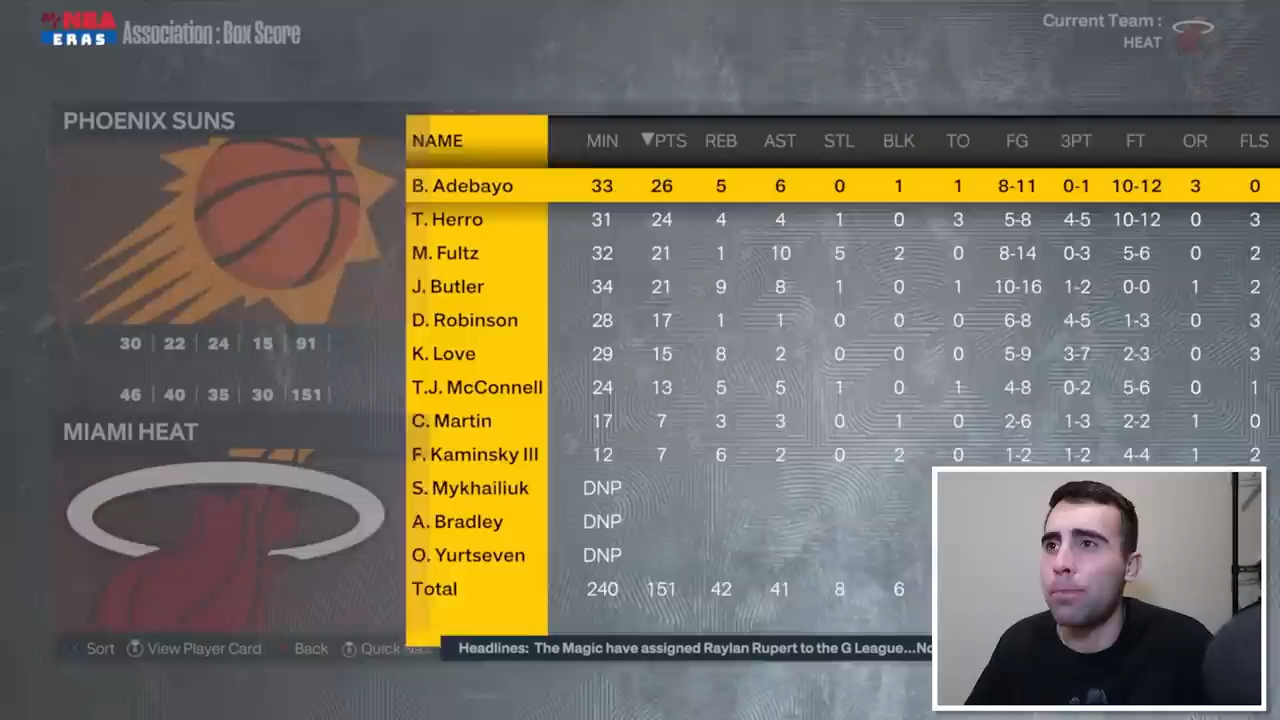 My NBA ERAS Association : Box Score
Current Team :
HEAT
PHOENIX SUNS
30 | 22 | 24 | 15 | 91 |
46 | 40 | 35 | 30 | 151 |
MIAMI HEAT
NAME MIN ▼PTS REB AST STL BLK TO FG 3PT FT OR FLS
B. Adebayo 33 26 5 6 0 1 1 8-11 0-1 10-12 3 0
T. Herro 31 24 4 4 1 0 3 5-8 4-5 10-12 0 3
M. Fultz 32 21 1 10 5 2 0 8-14 0-3 5-6 0 2
J. Butler 34 21 9 8 1 0 1 10-16 1-2 0-0 1 2
D. Robinson 28 17 1 1 0 0 0 6-8 4-5 1-3 0 3
K. Love 29 15 8 2 0 0 0 5-9 3-7 2-3 0 3
T.J. McConnell 24 13 5 5 1 0 1 4-8 0-2 5-6 0 1
C. Martin 17 7 3 3 0 1 0 2-6 1-3 2-2 1 0
F. Kaminsky III 12 7 6 2 0 2 0 1-2 1-2 4-4 1 2
S. Mykhailiuk DNP
A. Bradley DNP
O. Yurtseven DNP
Total 240 151 42 41 8 6
Sort View Player Card Back Quick
Headlines: The Magic have assigned Raylan Rupert to the G League...No